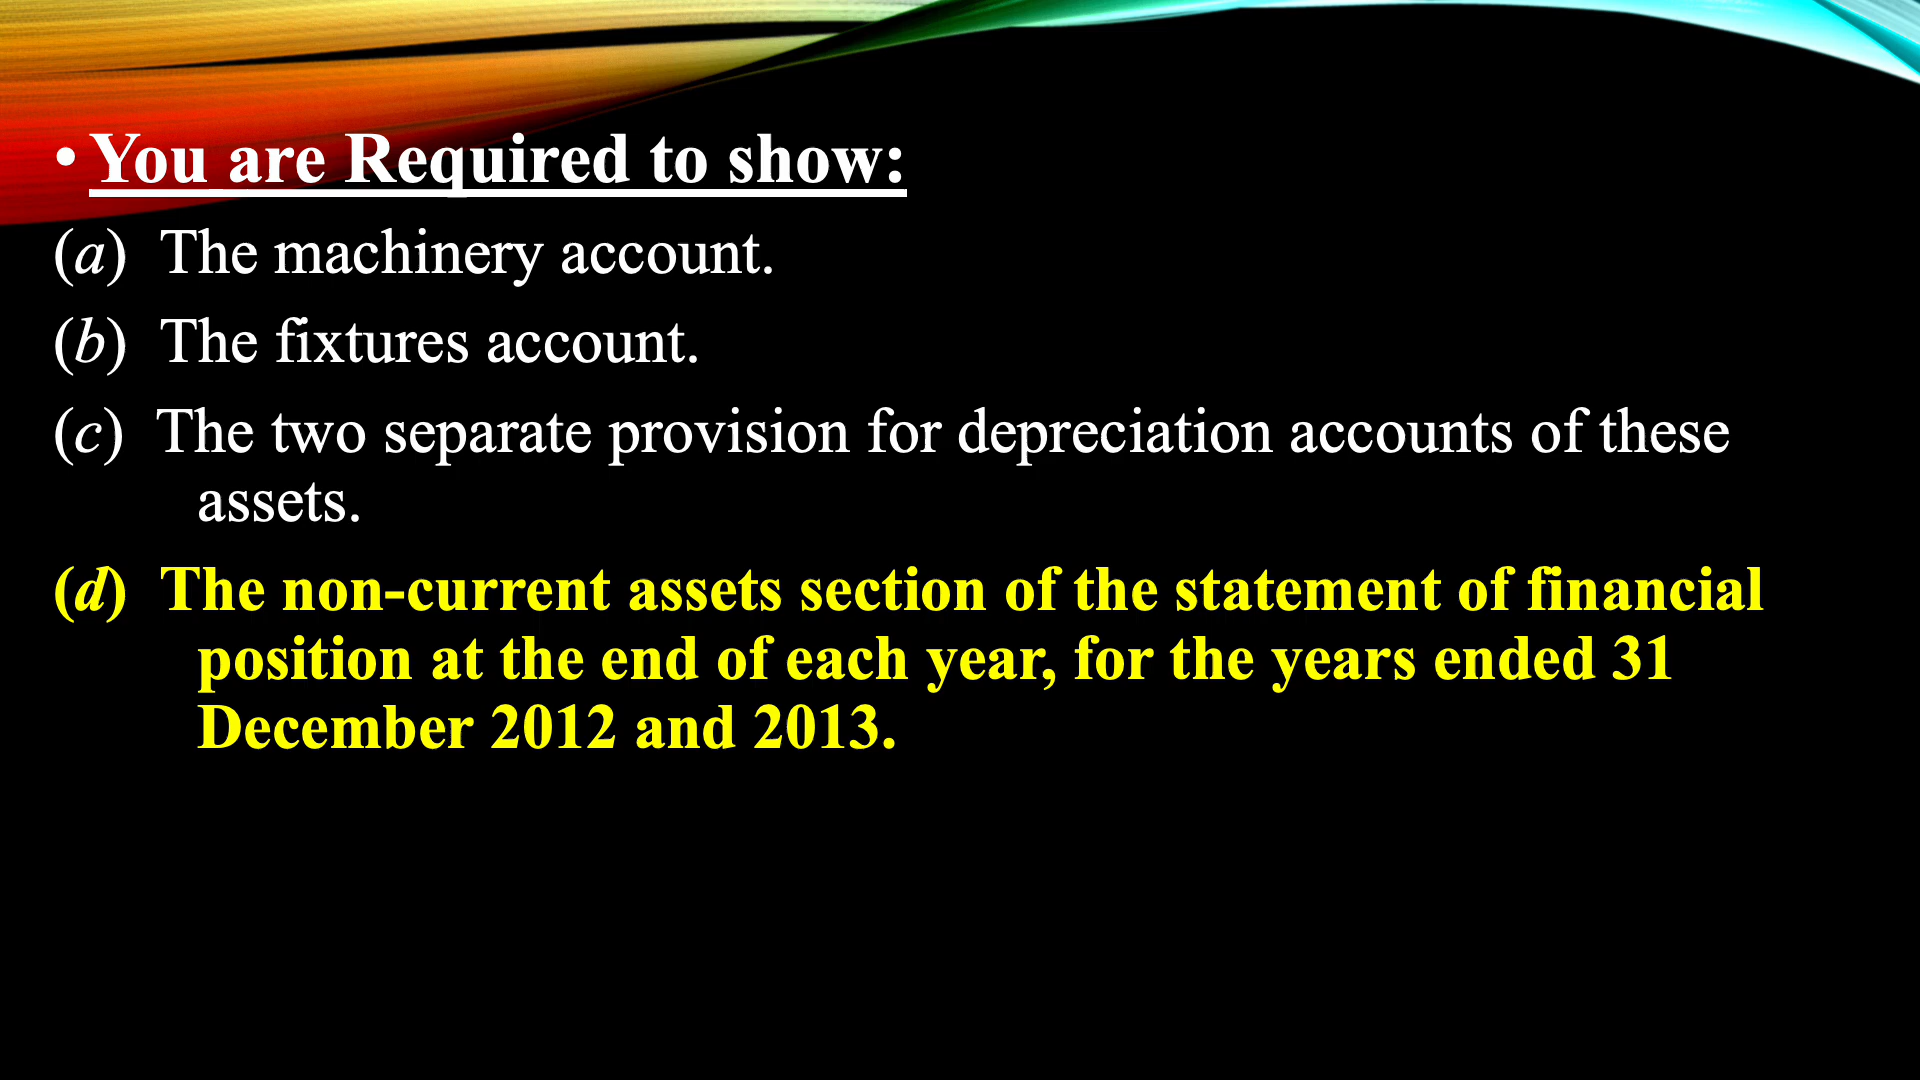 • You are Required to show:
(a) The machinery account.
(b) The fixtures account.
(c) The two separate provision for depreciation accounts of these
assets.
(d) The non-current assets section of the statement of financial
position at the end of each year, for the years ended 31
December 2012 and 2013.